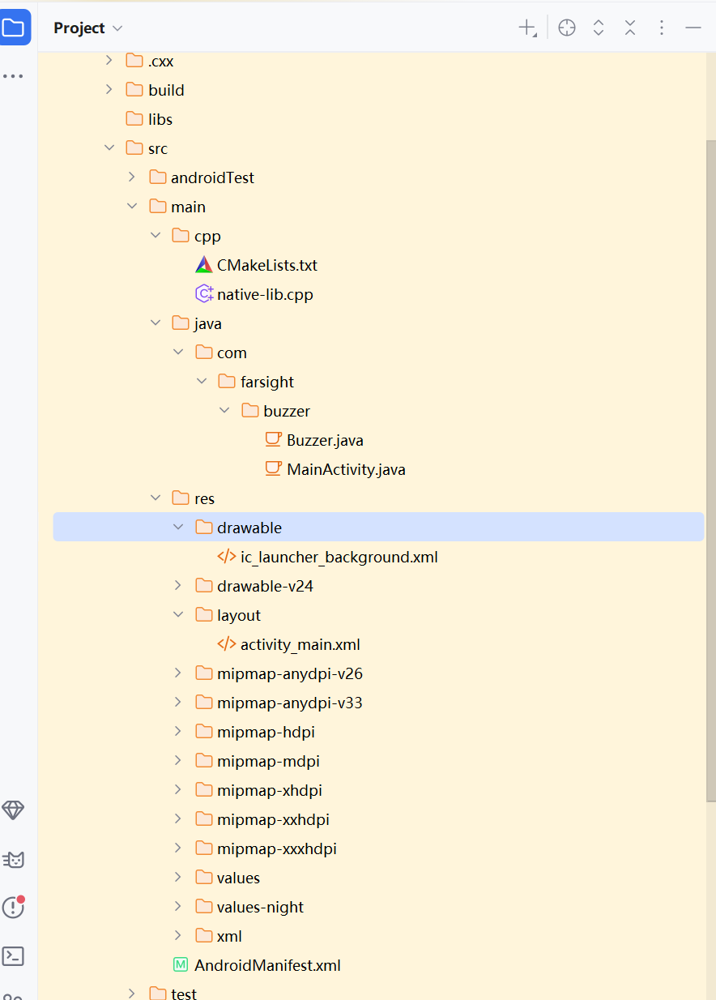 Project
.cxx
build
libs
src
androidTest
main
cpp
CMakeLists.txt
native-lib.cpp
java
com
farsight
buzzer
Buzzer.java
MainActivity.java
res
drawable
ic_launcher_background.xml
drawable-v24
layout
activity_main.xml
mipmap-anydpi-v26
mipmap-anydpi-v33
mipmap-hdpi
mipmap-mdpi
mipmap-xhdpi
mipmap-xxhdpi
mipmap-xxxhdpi
values
values-night
xml
AndroidManifest.xml
test